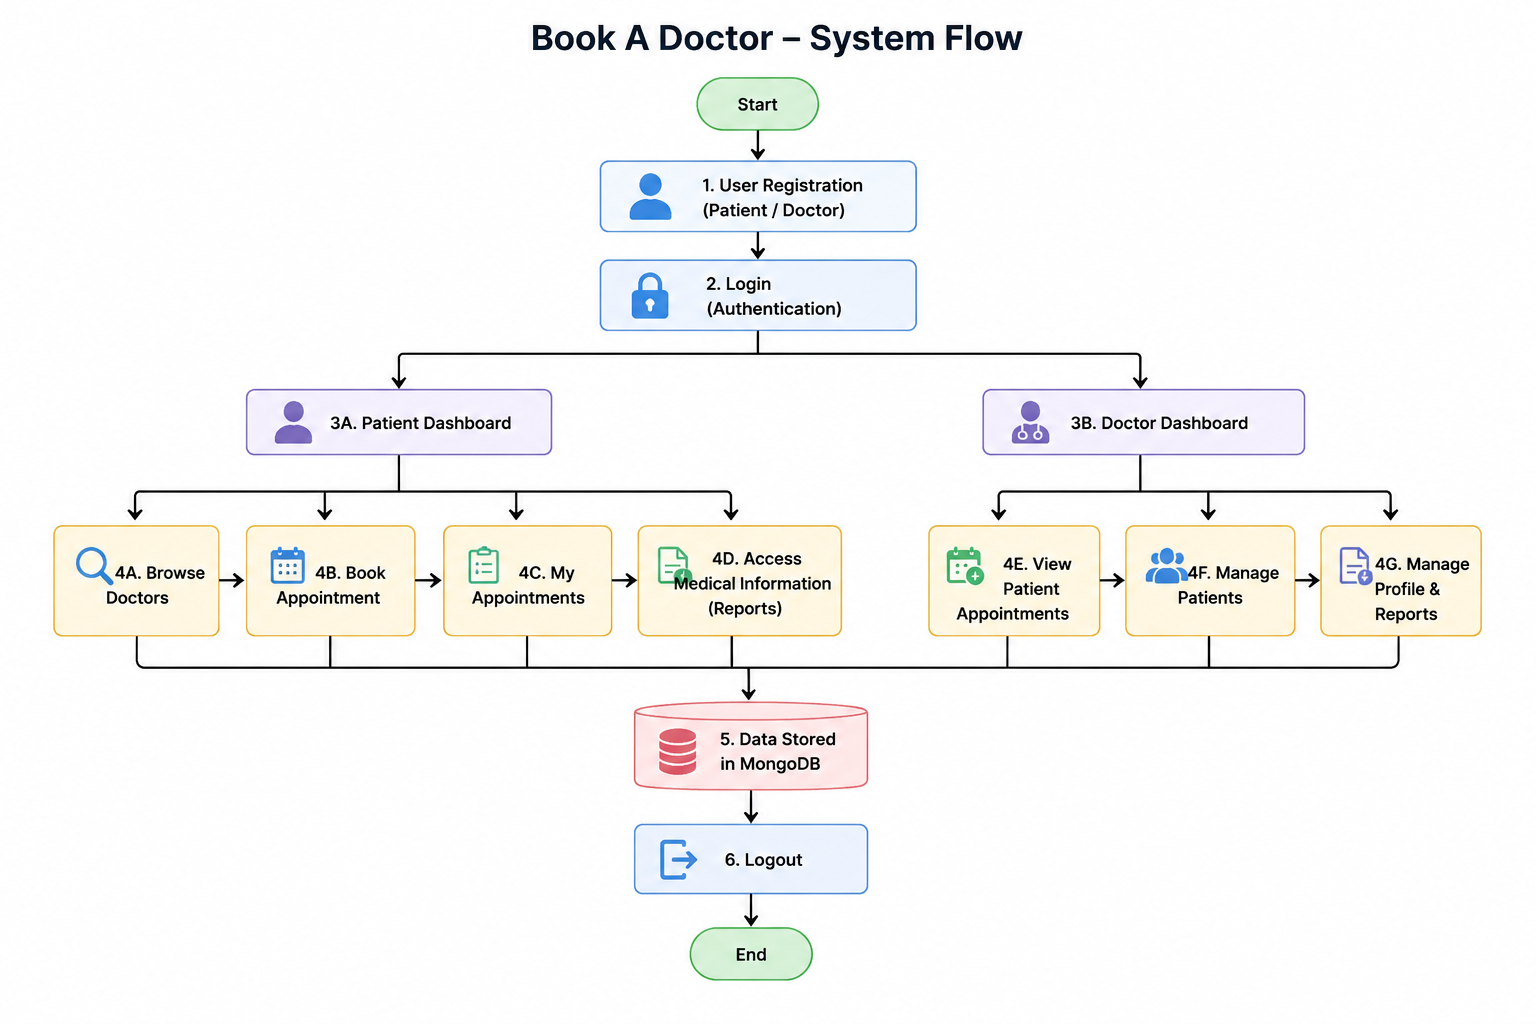 Book A Doctor – System Flow
Start
1. User Registration
(Patient / Doctor)
2. Login
(Authentication)
3A. Patient Dashboard
3B. Doctor Dashboard
4A. Browse
Doctors
4B. Book
Appointment
4C. My
Appointments
4D. Access
Medical Information
(Reports)
4E. View
Patient
Appointments
4F. Manage
Patients
4G. Manage
Profile &
Reports
5. Data Stored
in MongoDB
6. Logout
End